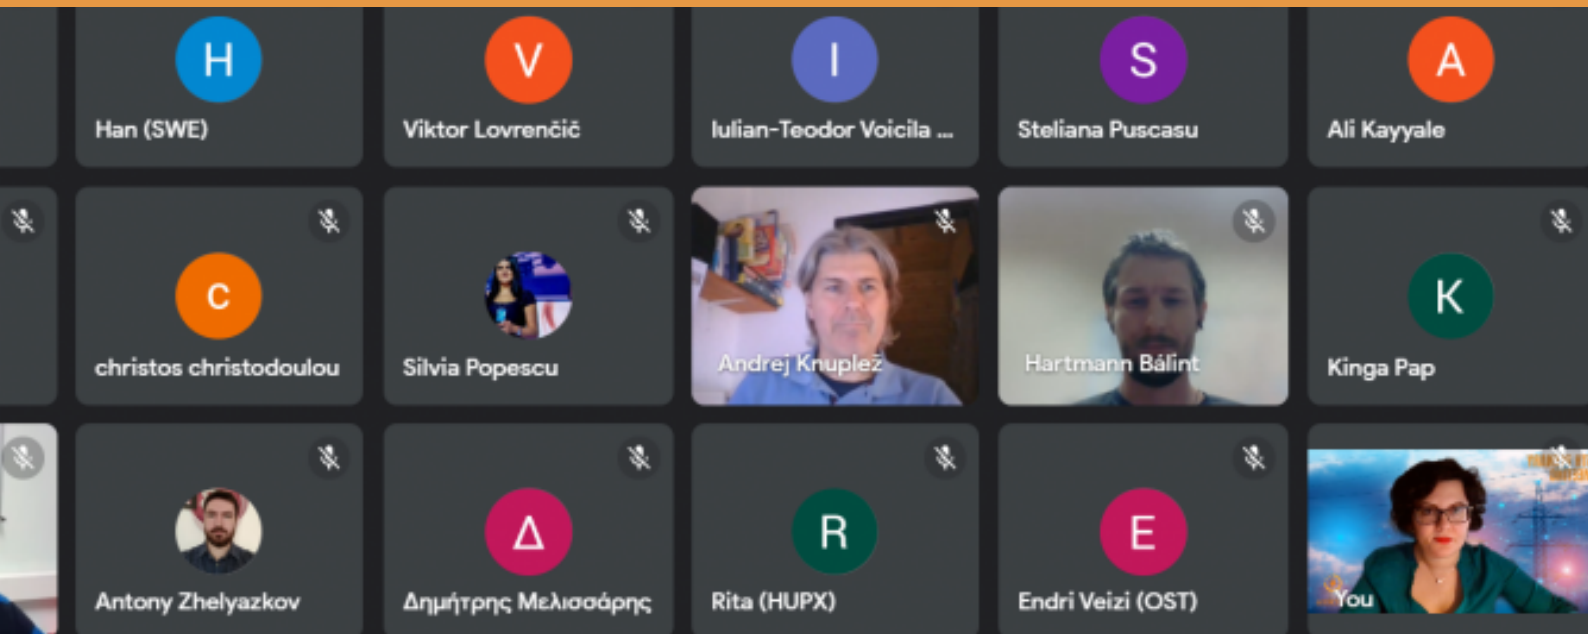 H
V
I
S
A
Han (SWE)
Viktor Lovrenčič
Iulian-Teodor Voicila ...
Steliana Puscasu
Ali Kayyale
c
K
christos christodoulou
Silvia Popescu
Andrej Knuplež
Hartmann Bálint
Kinga Pap
Δ
R
E
Antony Zhelyazkov
Δημήτρης Μελισσάρης
Rita (HUPX)
Endri Veizi (OST)
You